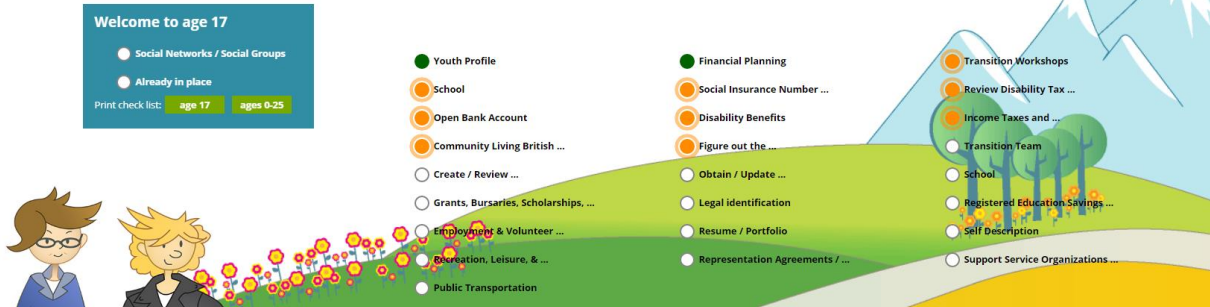 Welcome to age 17
Social Networks / Social Groups
Already in place
Print check list: age 17 ages 0-25
Youth Profile
Financial Planning
Transition Workshops
School
Social Insurance Number ...
Review Disability Tax ...
Open Bank Account
Disability Benefits
Income Taxes and ...
Community Living British ...
Figure out the ...
Transition Team
Create / Review ...
Obtain / Update ...
School
Grants, Bursaries, Scholarships, ...
Legal identification
Registered Education Savings ...
Employment & Volunteer ...
Resume / Portfolio
Self Description
Recreation, Leisure, & ...
Representation Agreements / ...
Support Service Organizations ...
Public Transportation